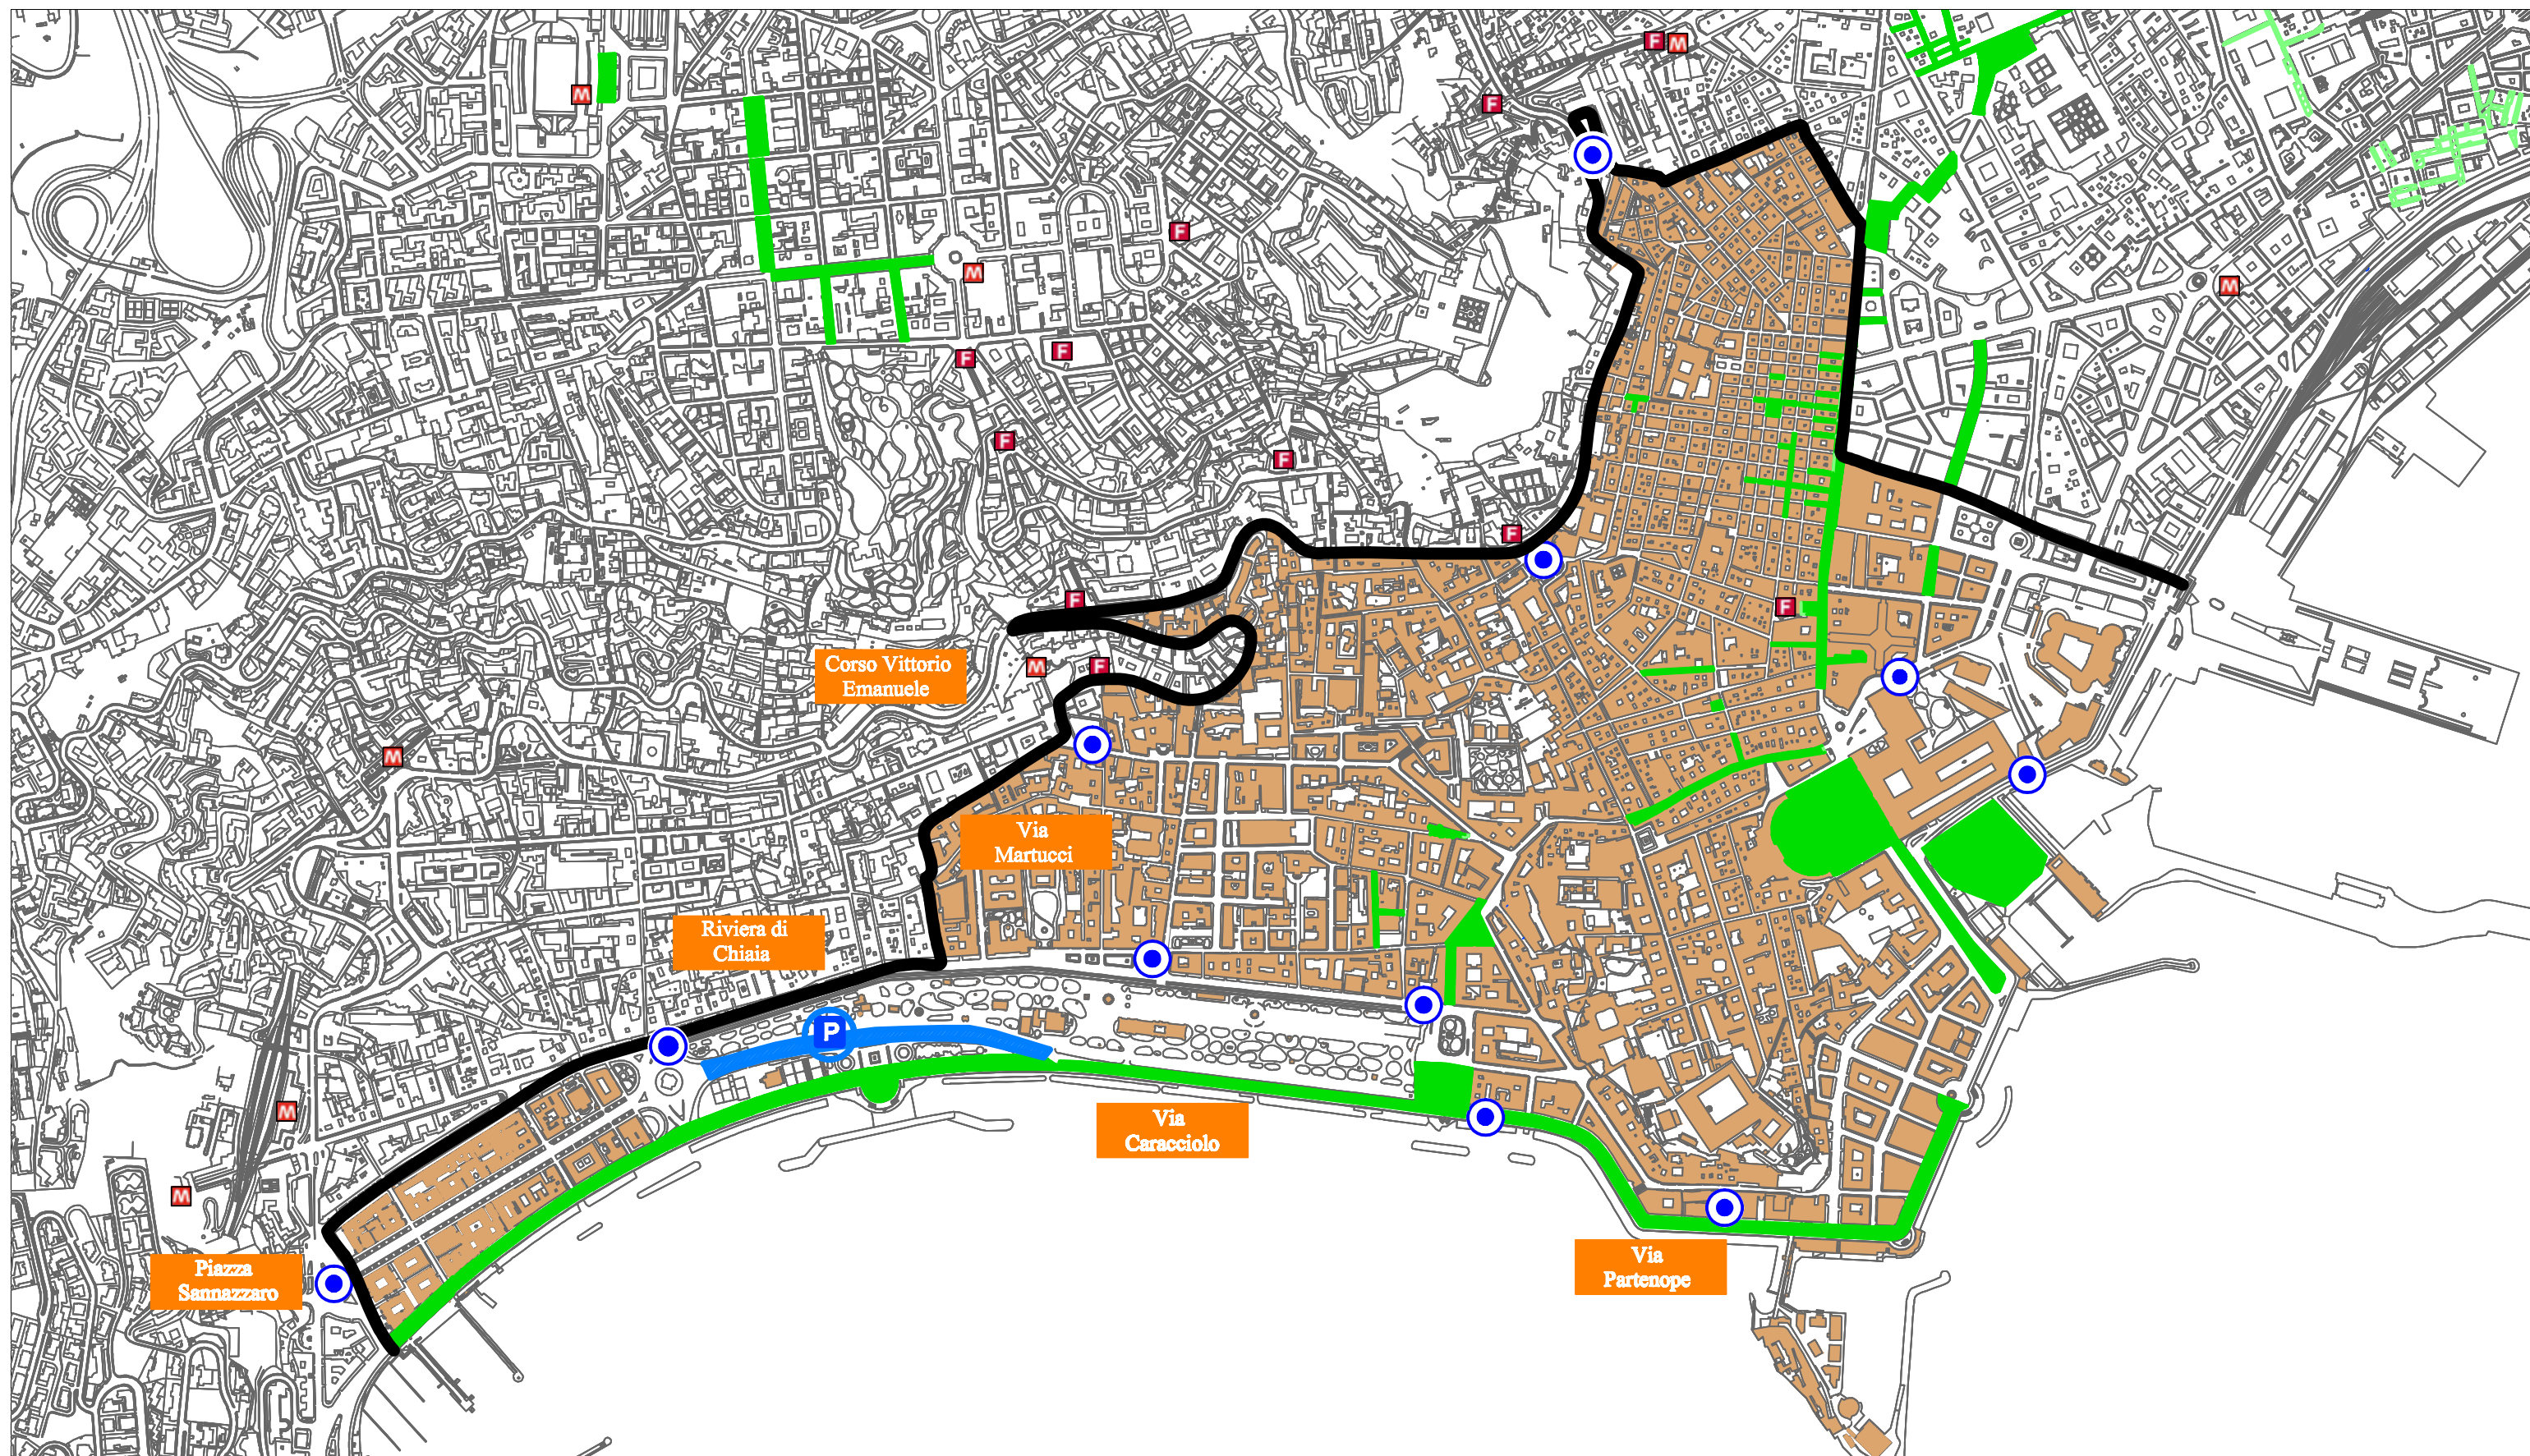 F
M
M
F
F
M
M
F
F
F
F
F
F
F
Corso Vittorio
Emanuele
M
F
M
Via
Martucci
Riviera di
Chiaia
P
M
Via
Caracciolo
M
Piazza
Sannazzaro
Via
Partenope